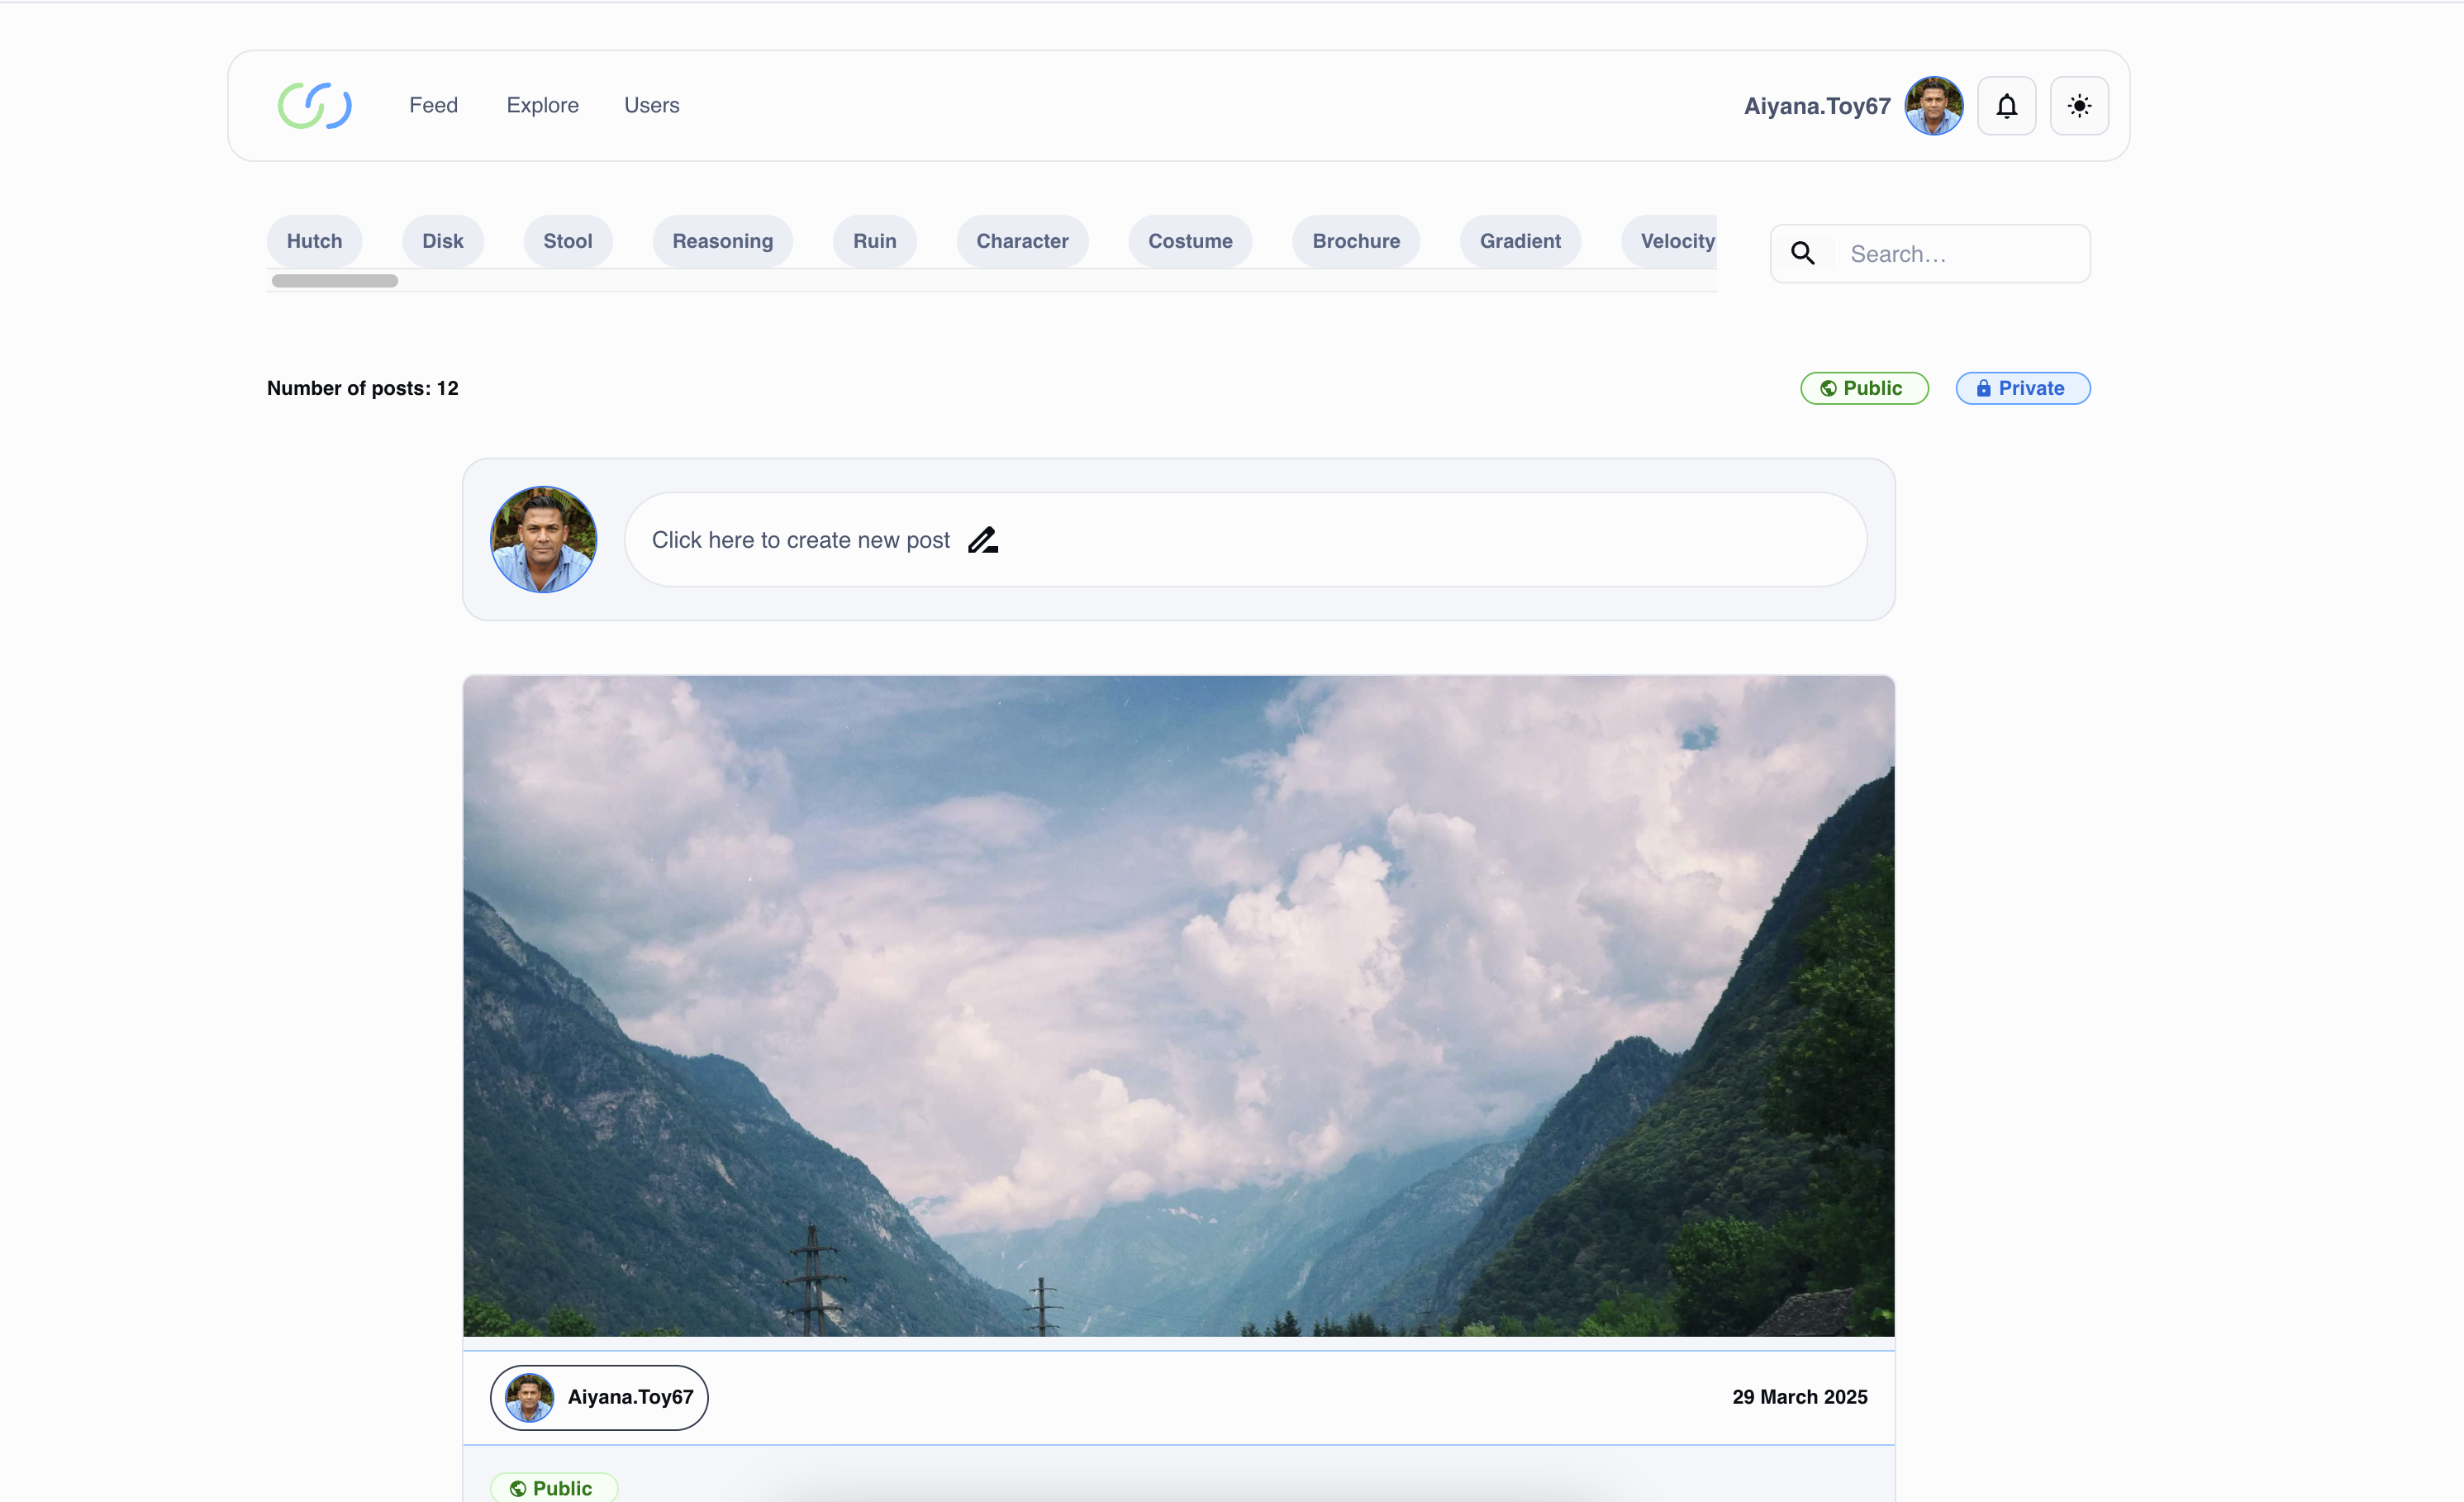 Feed Explore Users Aiyana.Toy67
Hutch Disk Stool Reasoning Ruin Character Costume Brochure Gradient Velocity
Search...
Number of posts: 12 Public Private
Click here to create new post
Aiyana.Toy67 29 March 2025
Public